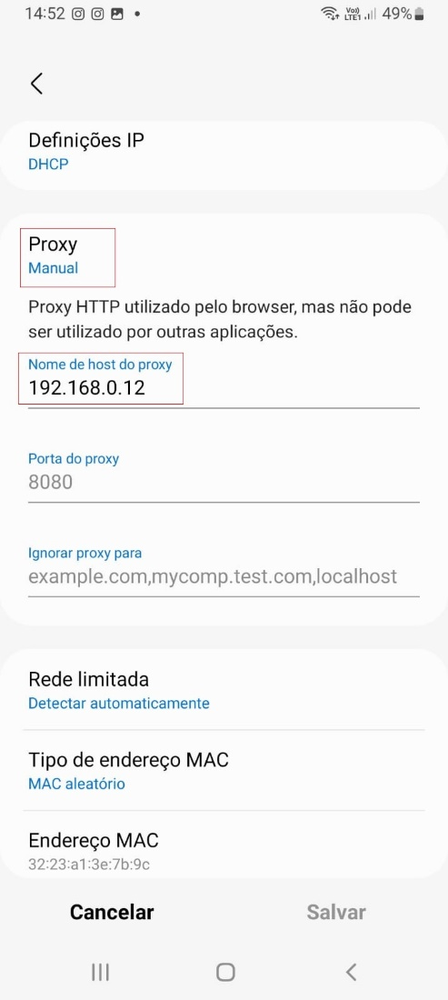 14:52
Vo))
LTE1
49%
Definições IP
DHCP
Proxy
Manual
Proxy HTTP utilizado pelo browser, mas não pode
ser utilizado por outras aplicações.
Nome de host do proxy
192.168.0.12
Porta do proxy
8080
Ignorar proxy para
example.com,mycomp.test.com,localhost
Rede limitada
Detectar automaticamente
Tipo de endereço MAC
MAC aleatório
Endereço MAC
32:23:a1:3e:7b:9c
Cancelar
Salvar